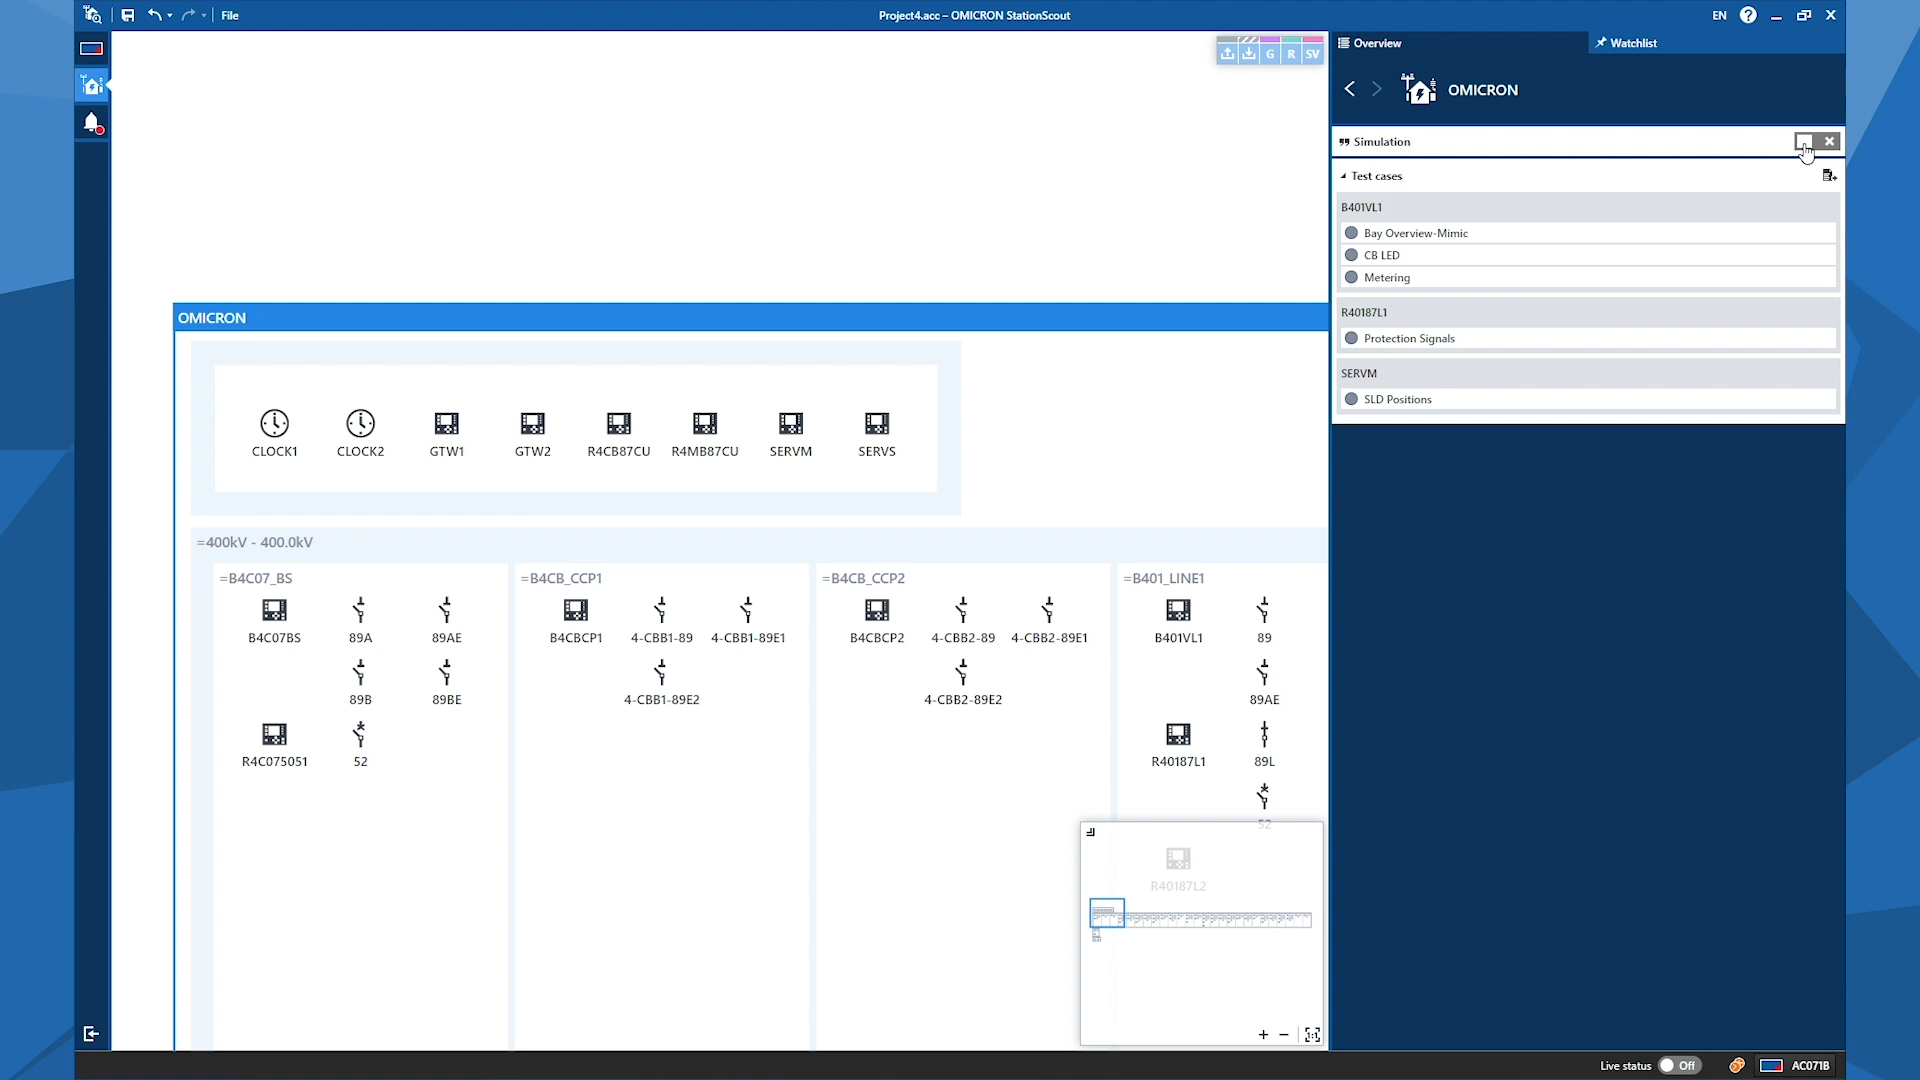 File
Project4.acc – OMICRON StationScout
EN
G R SV
Overview
Watchlist
OMICRON
Simulation
Test cases
B401VL1
Bay Overview-Mimic
CB LED
Metering
R40187L1
Protection Signals
SERVM
SLD Positions
OMICRON
CLOCK1 CLOCK2 GTW1 GTW2 R4CB87CU R4MB87CU SERVM SERVS
=400kV - 400.0kV
=B4C07_BS =B4CB_CCP1 =B4CB_CCP2 =B401_LINE1
B4C07BS 89A 89AE B4CBCP1 4-CBB1-89 4-CBB1-89E1 B4CBCP2 4-CBB2-89 4-CBB2-89E1 B401VL1 89
89B 89BE 4-CBB1-89E2 4-CBB2-89E2 89AE
R4C075051 52 R40187L1 89L
52
R40187L2
1:1
Live status Off AC071B